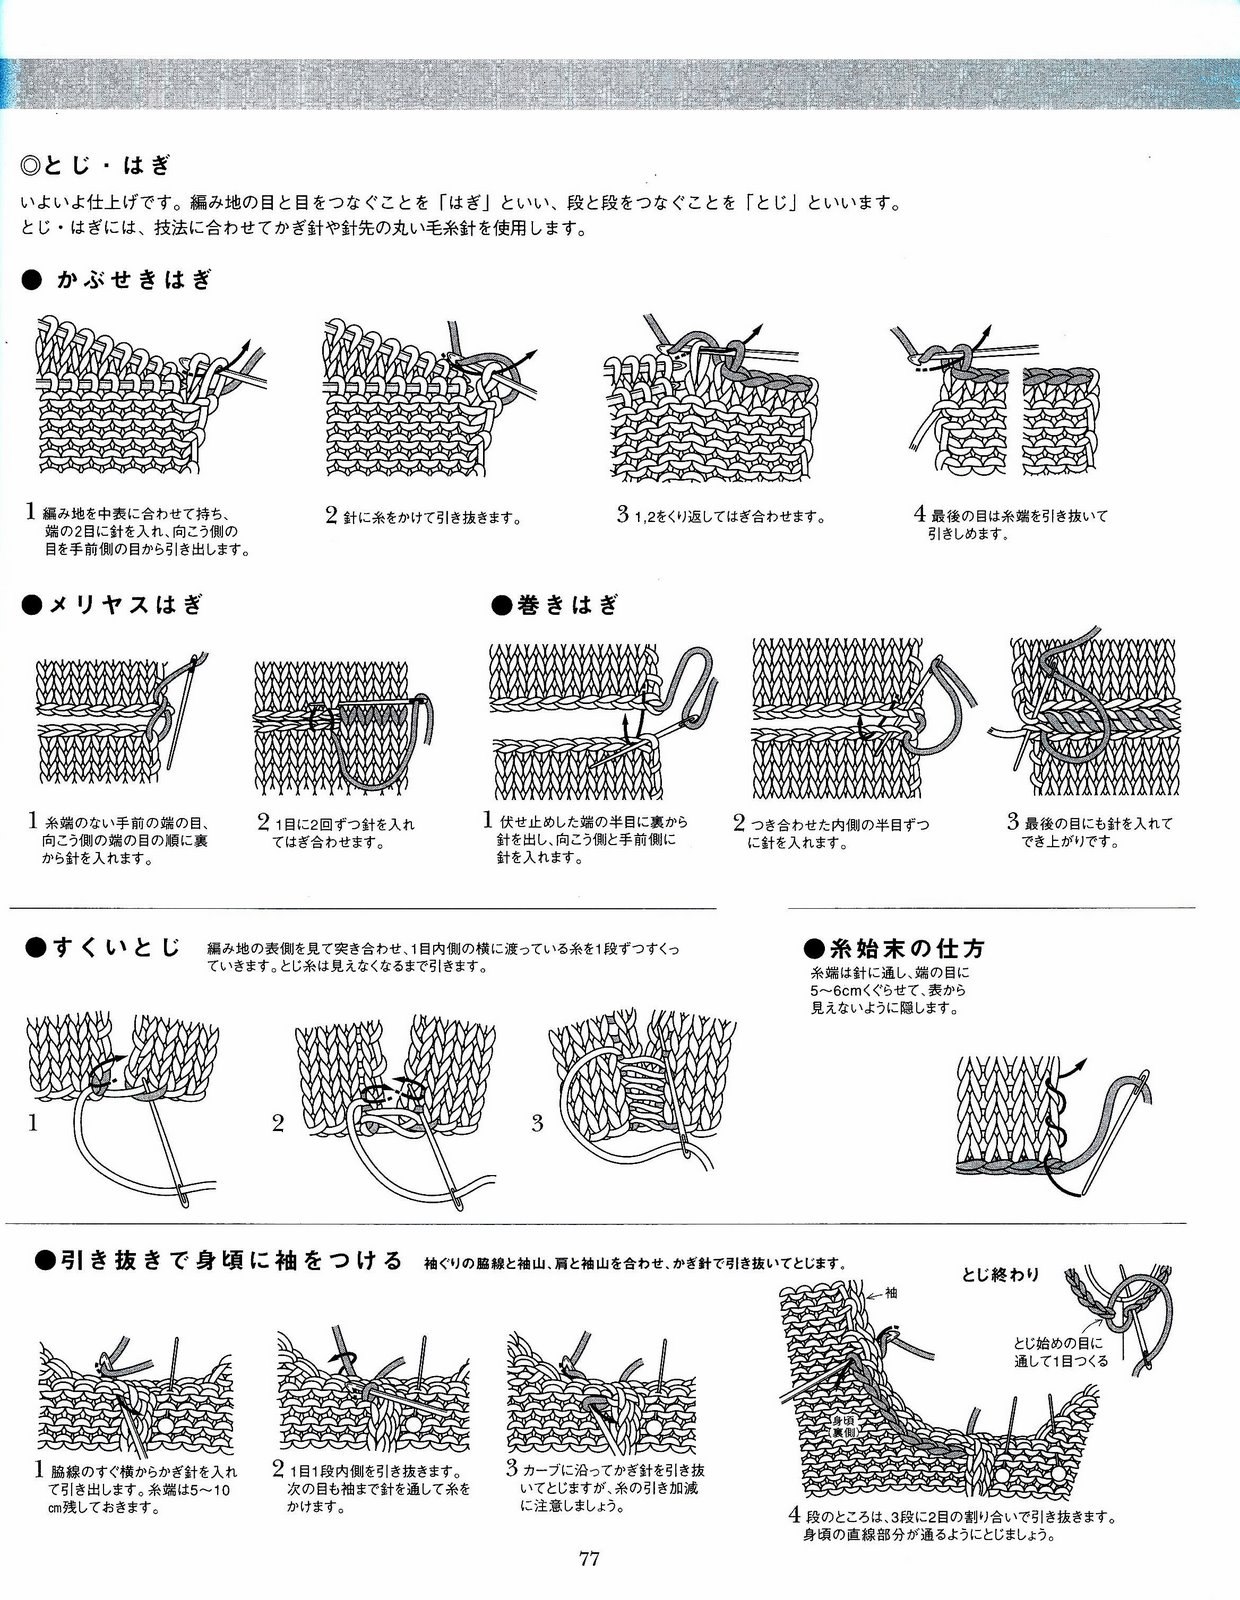 ◎とじ・はぎ
いよいよ仕上げです。編み地の目と目をつなぐことを「はぎ」といい、段と段をつなぐことを「とじ」といいます。
とじ・はぎには、技法に合わせてかぎ針や針先の丸い毛糸針を使用します。
●かぶせきはぎ
1 編み地を中表に合わせて持ち、
端の2目に針を入れ、向こう側の
目を手前側の目から引き出します。
2 針に糸をかけて引き抜きます。
3 1,2をくり返してはぎ合わせます。
4 最後の目は糸端を引き抜いて
引きしめます。
●メリヤスはぎ
1 糸端のない手前の端の目、
向こう側の端の目の順に裏
から針を入れます。
2 1目に2回ずつ針を入れ
てはぎ合わせます。
●巻きはぎ
1 伏せ止めした端の半目に裏から
針を出し、向こう側と手前側に
針を入れます。
2 つき合わせた内側の半目ずつ
に針を入れます。
3 最後の目にも針を入れて
でき上がりです。
●すくいとじ
編み地の表側を見て突き合わせ、1目内側の横に渡っている糸を1段ずつすくっ
ていきます。とじ糸は見えなくなるまで引きます。
1
2
3
●糸始末の仕方
糸端は針に通し、端の目に
5〜6cmくぐらせて、表から
見えないように隠します。
●引き抜きで身頃に袖をつける
袖ぐりの脇線と袖山、肩と袖山を合わせ、かぎ針で引き抜いてとじます。
1 脇線のすぐ横からかぎ針を入れ
て引き出します。糸端は5〜10
cm残しておきます。
2 1目1段内側を引き抜きます。
次の目も袖まで針を通して糸を
かけます。
3 カーブに沿ってかぎ針を引き抜
いてとじますが、糸の引き加減
に注意しましょう。
袖
身頃
(裏側)
とじ終わり
とじ始めの目に
通して1目つくる
4 段のところは、3段に2目の割り合いで引き抜きます。
身頃の直線部分が通るようにとじましょう。
77